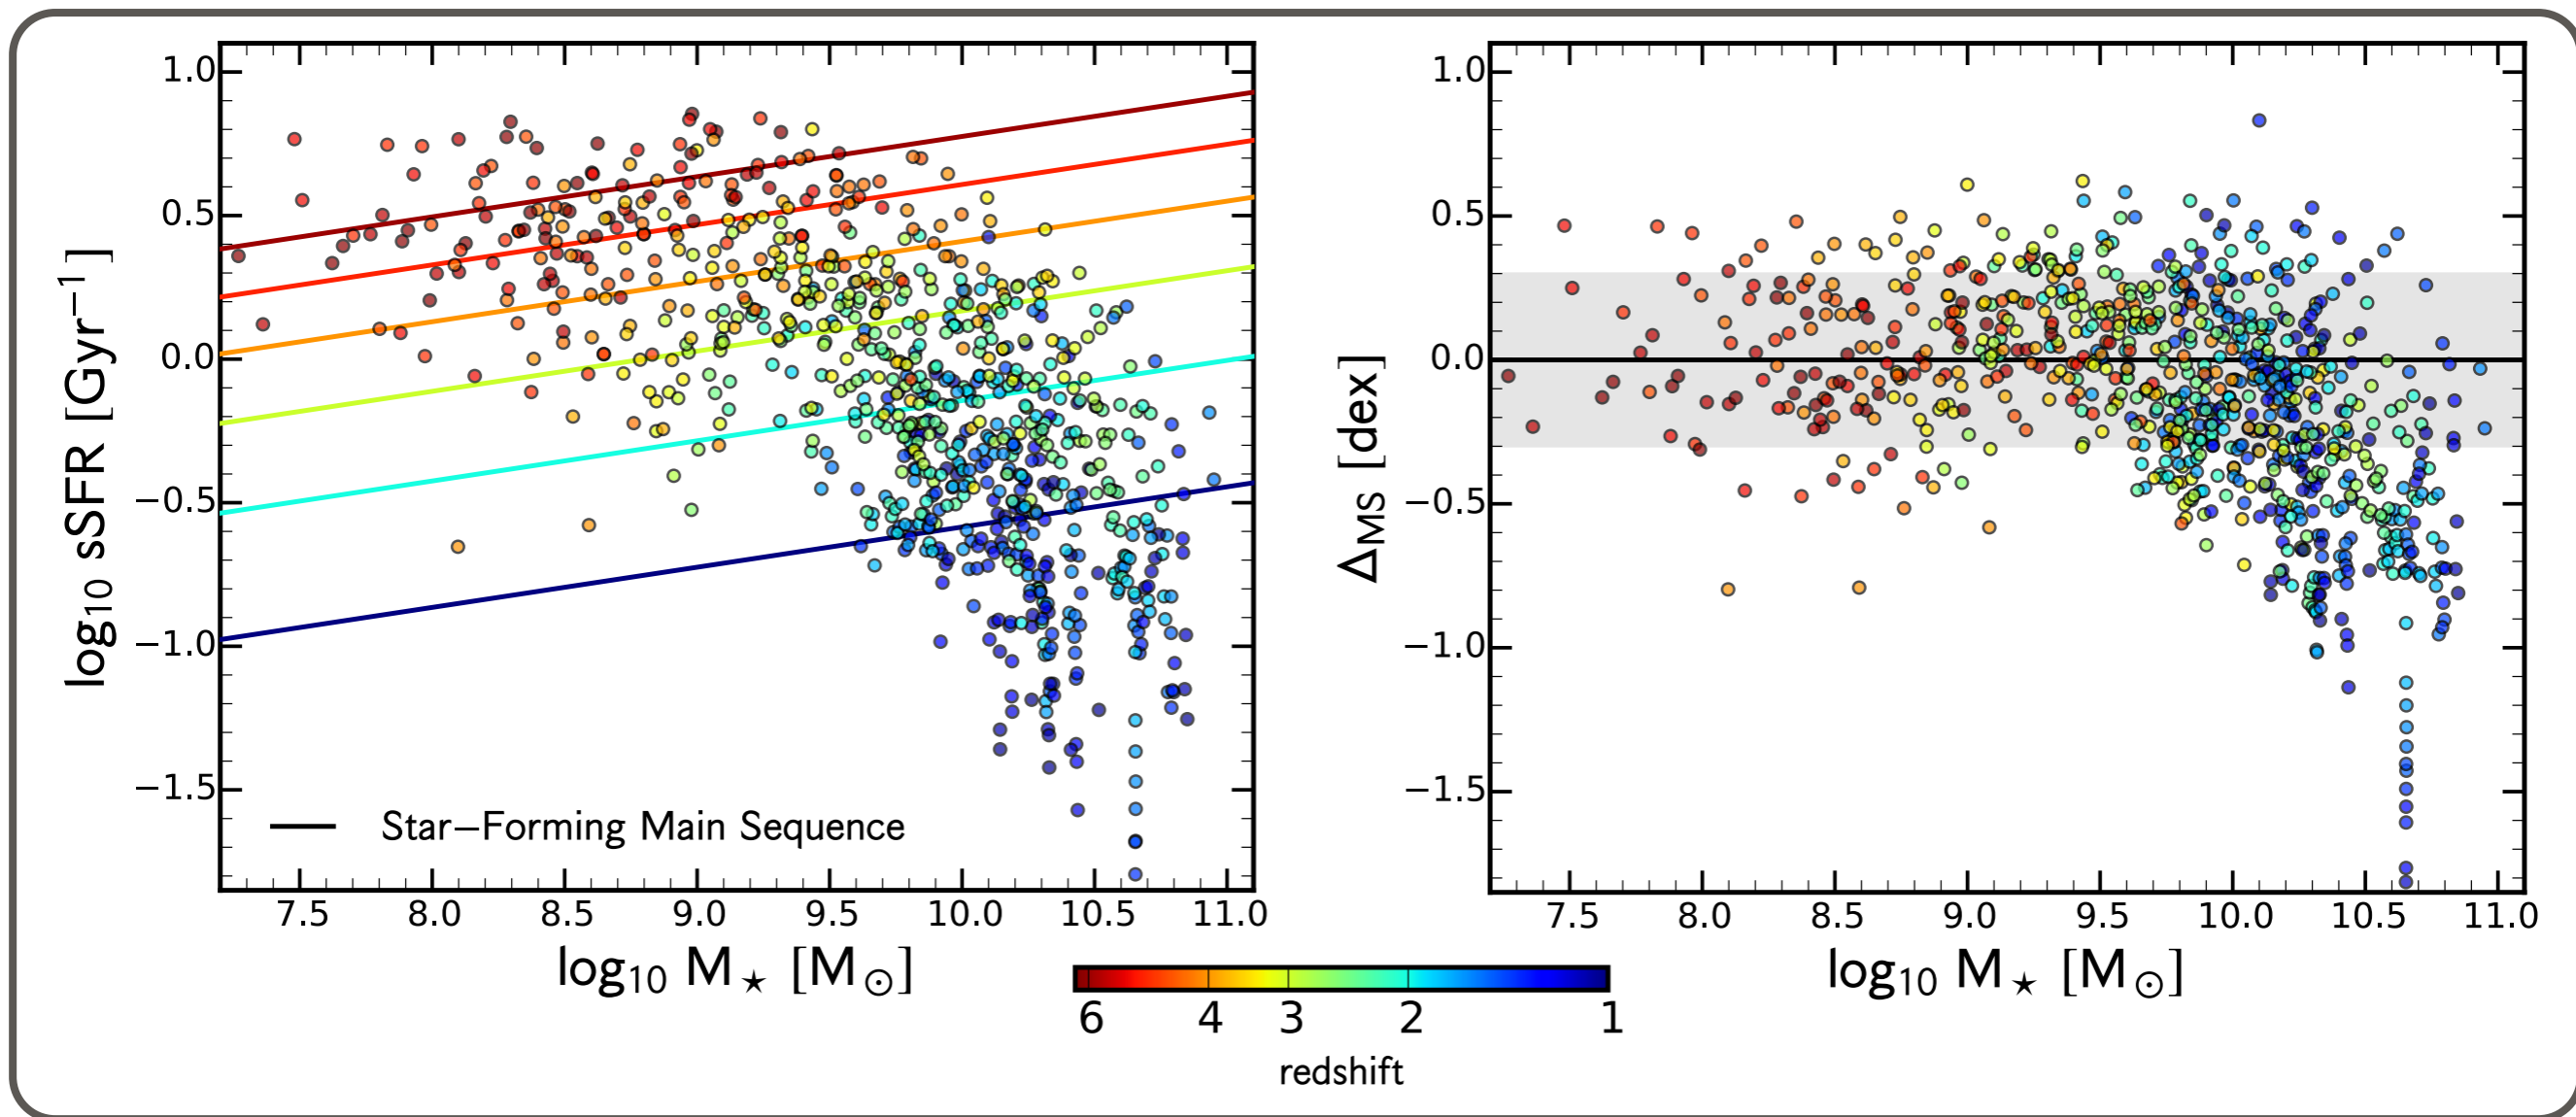 log₁₀ sSFR [Gyr⁻¹]
1.0
0.5
0.0
−0.5
−1.0
−1.5
Star–Forming Main Sequence
7.5 8.0 8.5 9.0 9.5 10.0 10.5 11.0
log₁₀ M⋆ [M⊙]
Δ_MS [dex]
1.0
0.5
0.0
−0.5
−1.0
−1.5
7.5 8.0 8.5 9.0 9.5 10.0 10.5 11.0
log₁₀ M⋆ [M⊙]
6 4 3 2 1
redshift